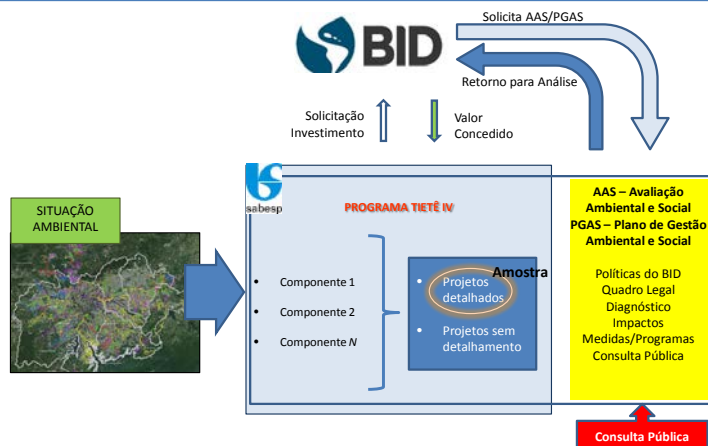 Solicita AAS/PGAS
BID
Retorno para Análise
Solicitação
Investimento
Valor
Concedido
sabesp
PROGRAMA TIETÊ IV
SITUAÇÃO
AMBIENTAL
• Componente 1
• Componente 2
• Componente N
Amostra
• Projetos
detalhados
• Projetos sem
detalhamento
AAS – Avaliação
Ambiental e Social
PGAS – Plano de Gestão
Ambiental e Social
Políticas do BID
Quadro Legal
Diagnóstico
Impactos
Medidas/Programas
Consulta Pública
Consulta Pública